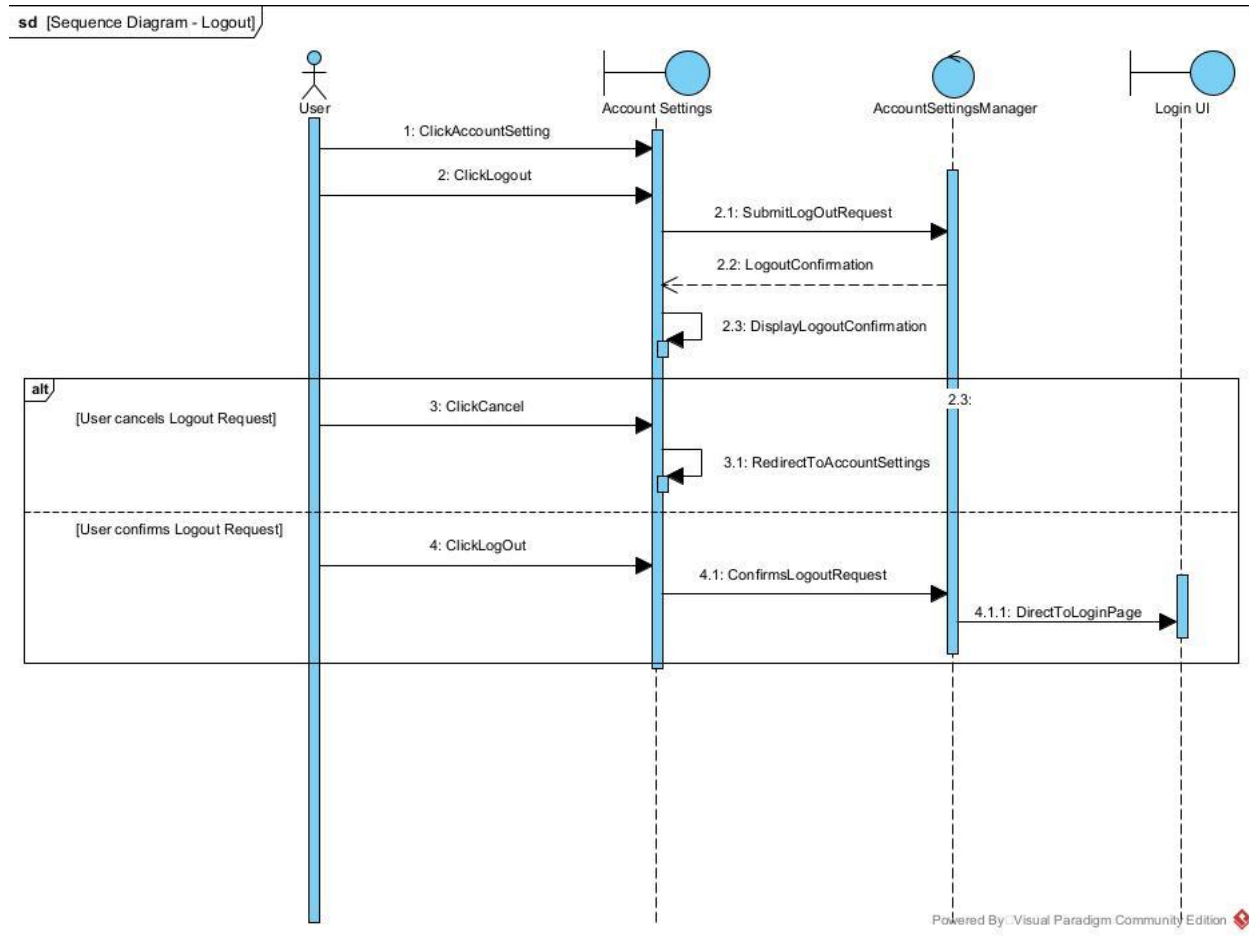 sd [Sequence Diagram - Logout]
User
Account Settings
AccountSettingsManager
Login UI
1: ClickAccountSetting
2: ClickLogout
2.1: SubmitLogOutRequest
2.2: LogoutConfirmation
2.3: DisplayLogoutConfirmation
alt
2.3:
3: ClickCancel
[User cancels Logout Request]
3.1: RedirectToAccountSettings
[User confirms Logout Request]
4: ClickLogOut
4.1: ConfirmsLogoutRequest
4.1.1: DirectToLoginPage
Powered By Visual Paradigm Community Edition